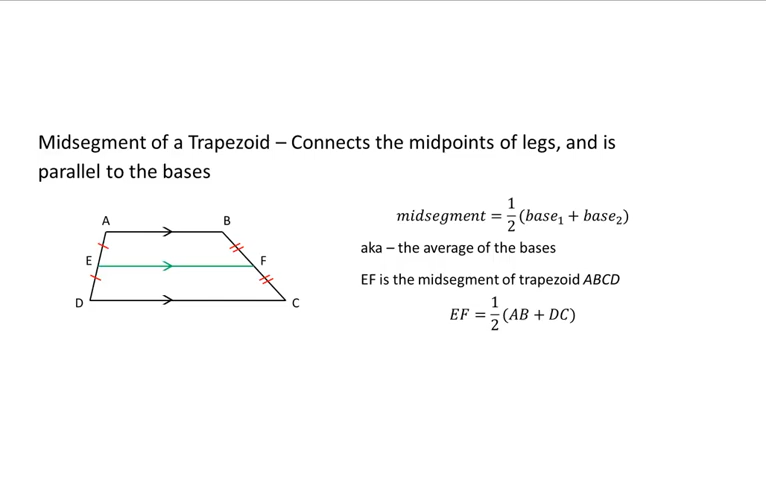 Midsegment of a Trapezoid – Connects the midpoints of legs, and is
parallel to the bases
A
B
E
F
D
C
midsegment = 1/2 (base₁ + base₂)
aka – the average of the bases
EF is the midsegment of trapezoid ABCD
EF = 1/2 (AB + DC)